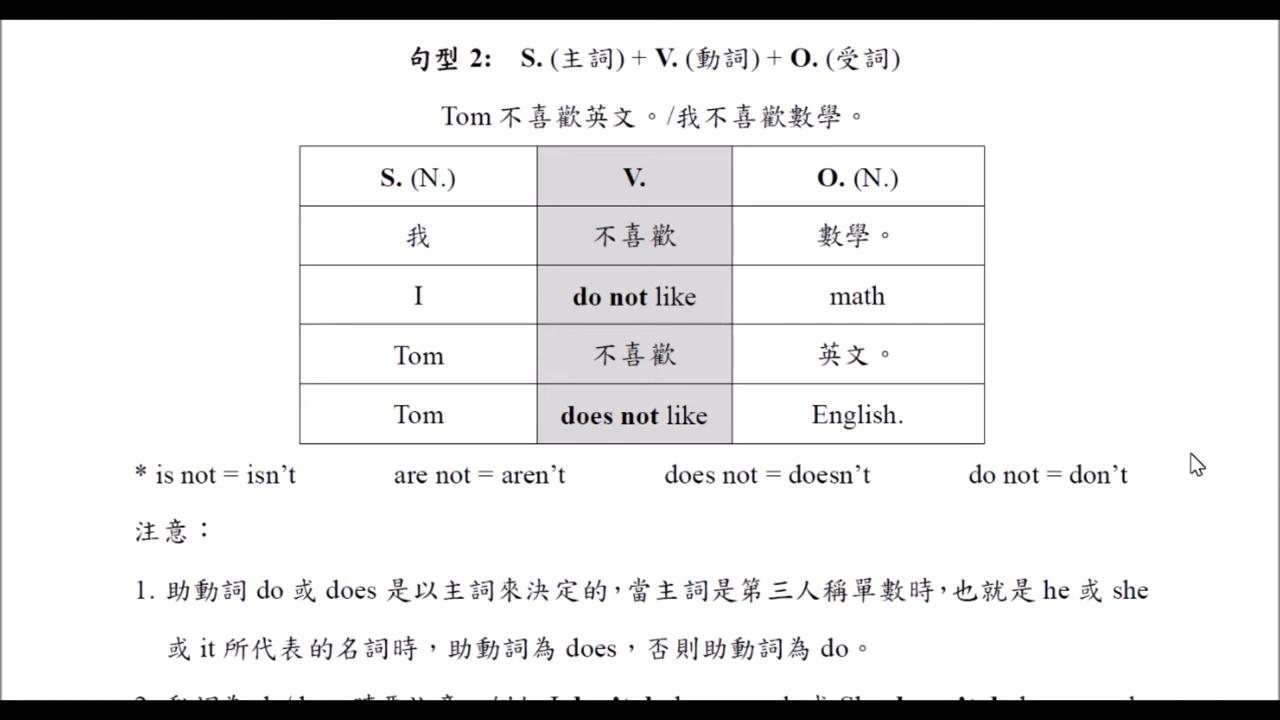 句型 2: S. (主詞) + V. (動詞) + O. (受詞)
Tom 不喜歡英文。/我不喜歡數學。
S. (N.) V. O. (N.)
我 不喜歡 數學。
I do not like math
Tom 不喜歡 英文。
Tom does not like English.
* is not = isn't are not = aren't does not = doesn't do not = don't
注意：
1. 助動詞 do 或 does 是以主詞來決定的，當主詞是第三人稱單數時，也就是 he 或 she
或 it 所代表的名詞時，助動詞為 does，否則助動詞為 do。